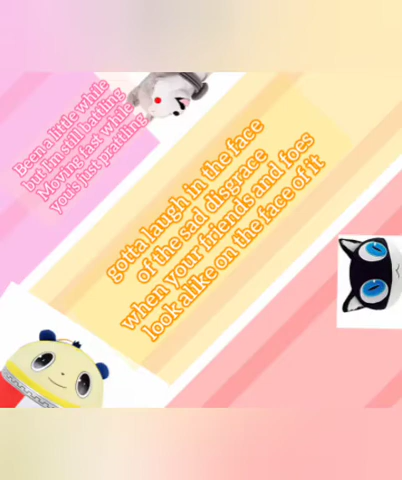 Been a little while
but I'm still battling
Moving fast while
you's just prattling
gotta laugh in the face
of the sad disgrace
when your friends and foes
look alike on the face of it